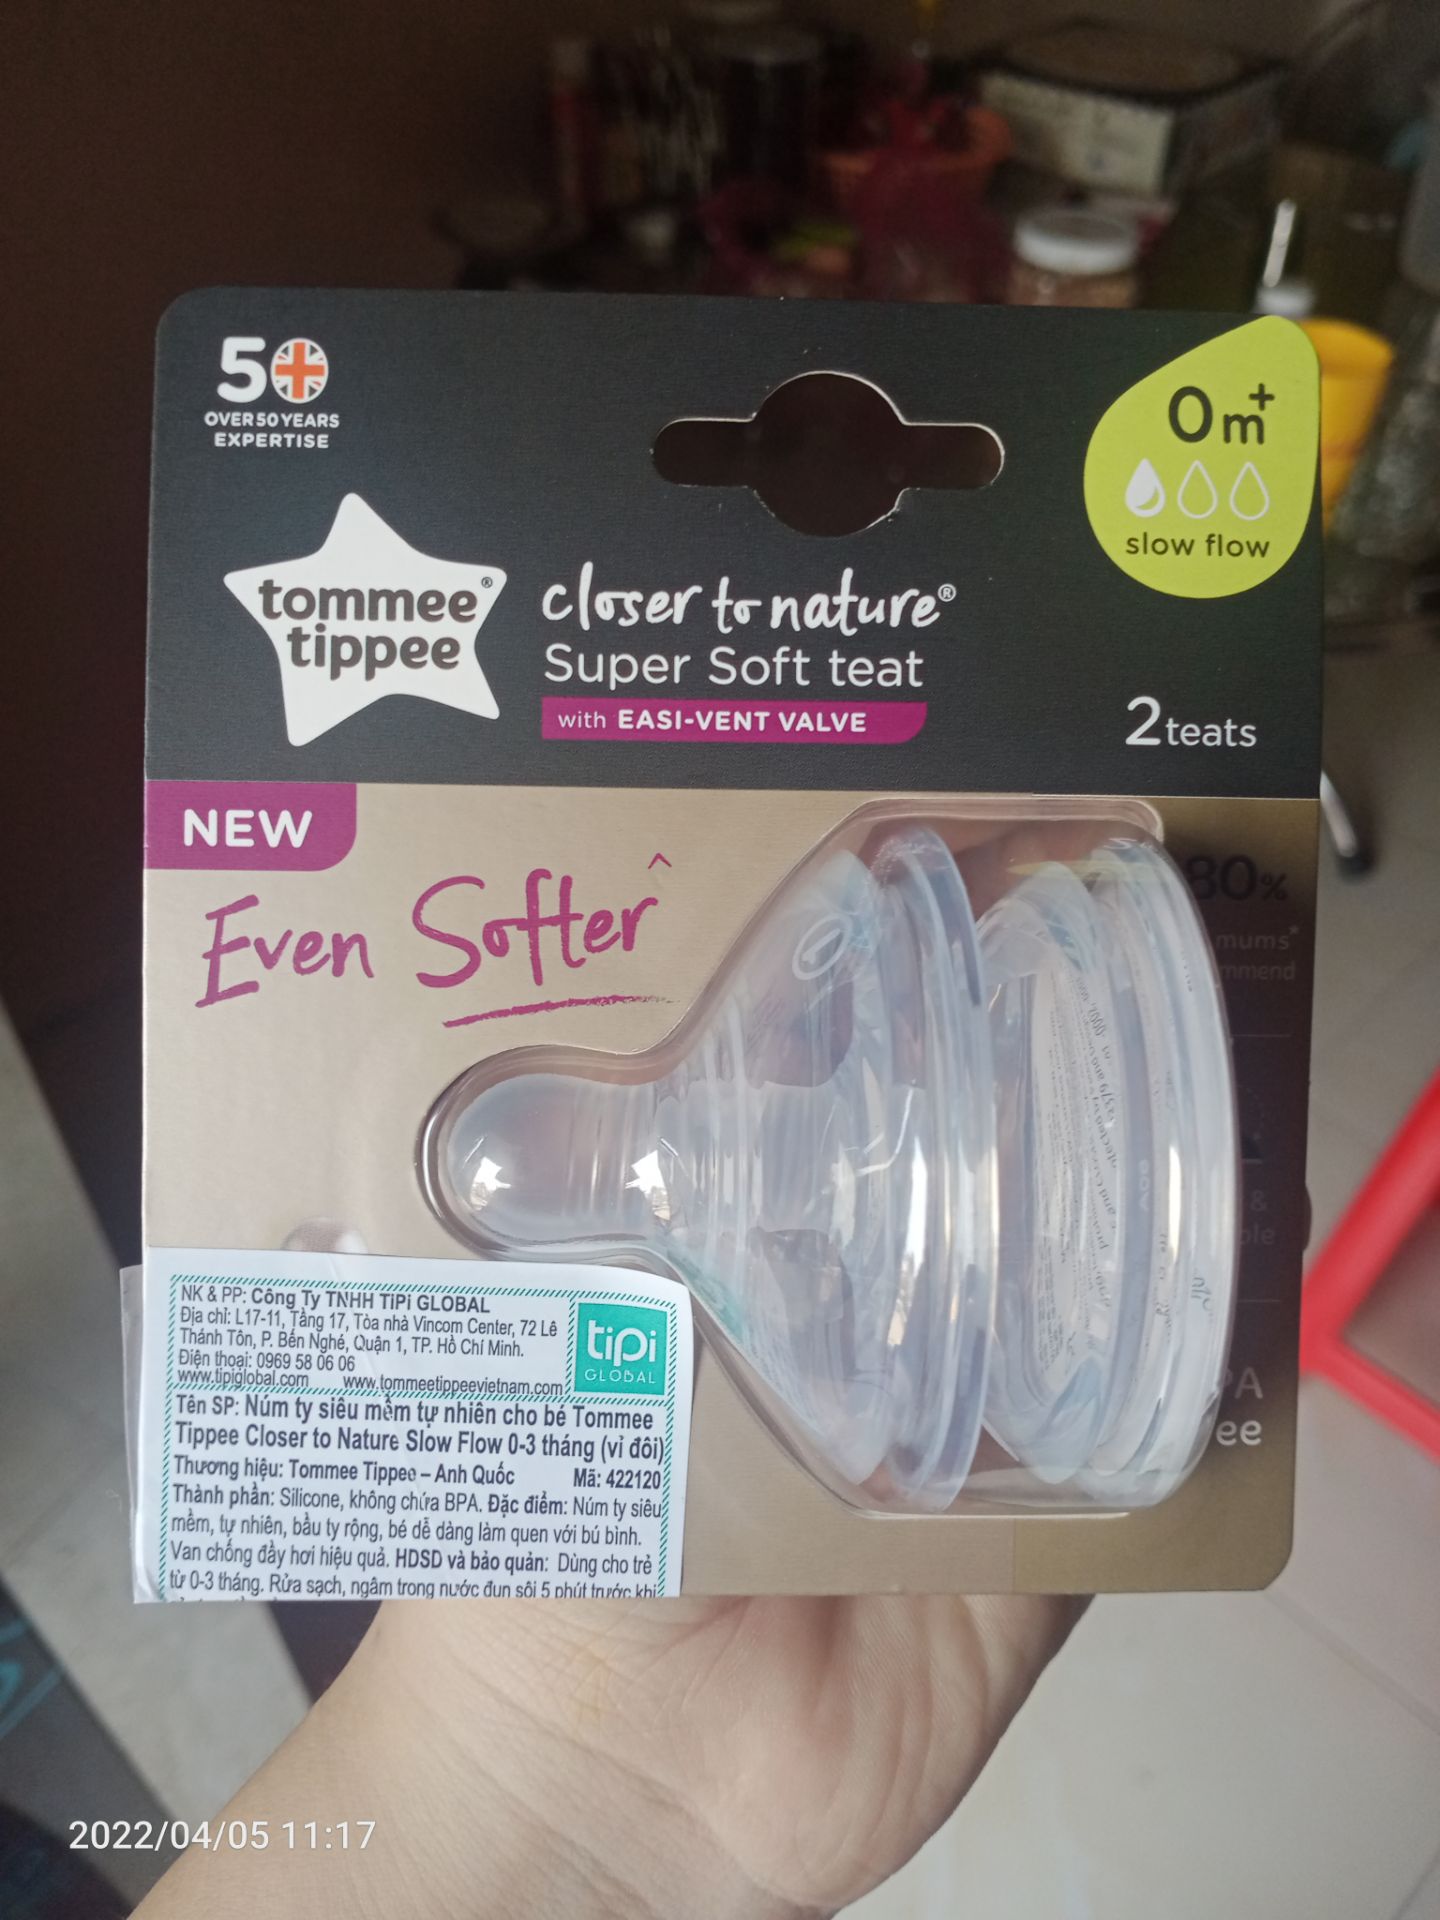 50
OVER 50 YEARS
EXPERTISE
0m+
slow flow
tommee®
tippee
closer to nature®
Super Soft teat
with EASI-VENT VALVE
2 teats
NEW
Even Softer^
80%
mums*
1
NK & PP: Công Ty TNHH TiPi GLOBAL
Địa chỉ: L17-11, Tầng 17, Tòa nhà Vincom Center, 72 Lê
Thánh Tôn, P. Bến Nghé, Quận 1, TP. Hồ Chí Minh.
Điện thoại: 0969 58 06 06
www.tipiglobal.com www.tommeetippeevietnam.com
tipi
GLOBAL
Tên SP: Núm ty siêu mềm tự nhiên cho bé Tommee
Tippee Closer to Nature Slow Flow 0-3 tháng (vỉ đôi)
Thương hiệu: Tommee Tippee – Anh Quốc Mã: 422120
Thành phần: Silicone, không chứa BPA. Đặc điểm: Núm ty siêu
mềm, tự nhiên, bầu ty rộng, bé dễ dàng làm quen với bú bình.
Van chống đầy hơi hiệu quả. HDSD và bảo quản: Dùng cho trẻ
từ 0-3 tháng. Rửa sạch, ngâm trong nước đun sôi 5 phút trước khi
2022/04/05 11:17